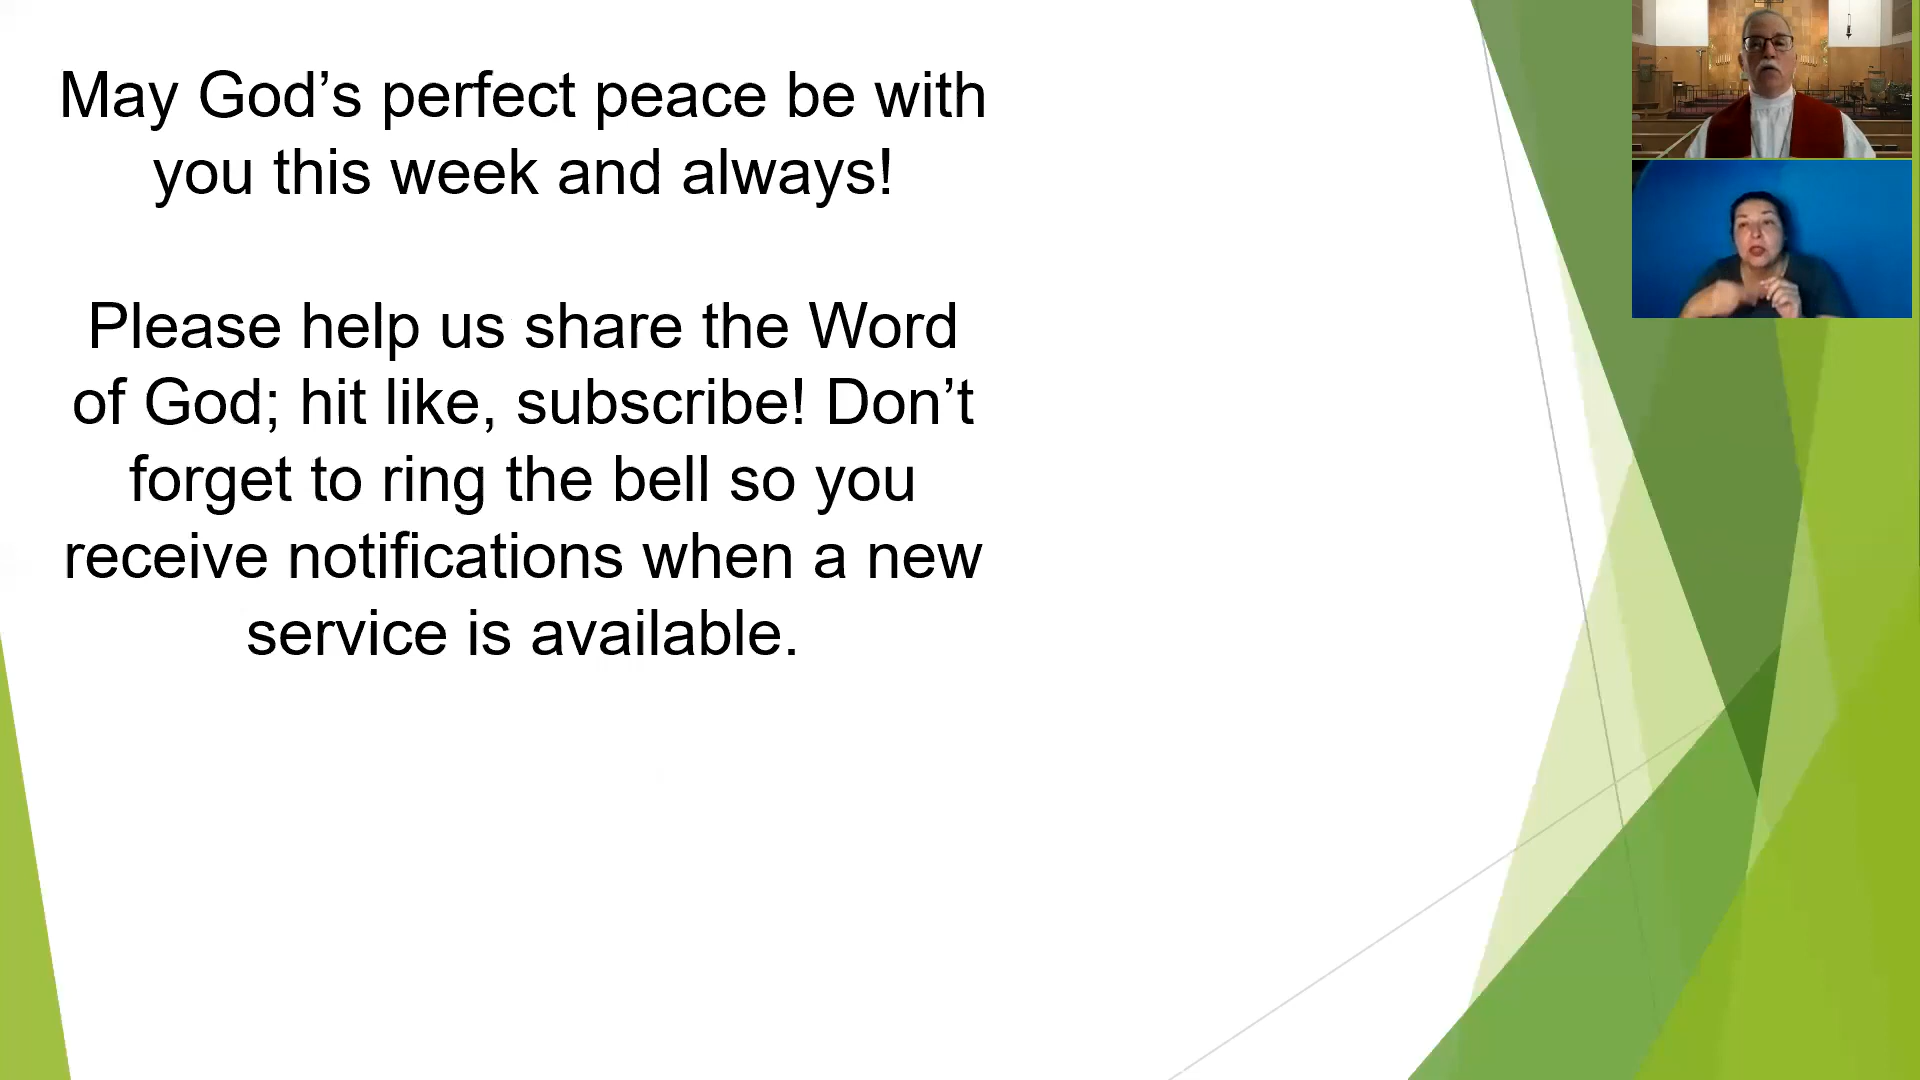 May God’s perfect peace be with
you this week and always!
Please help us share the Word
of God; hit like, subscribe! Don’t
forget to ring the bell so you
receive notifications when a new
service is available.